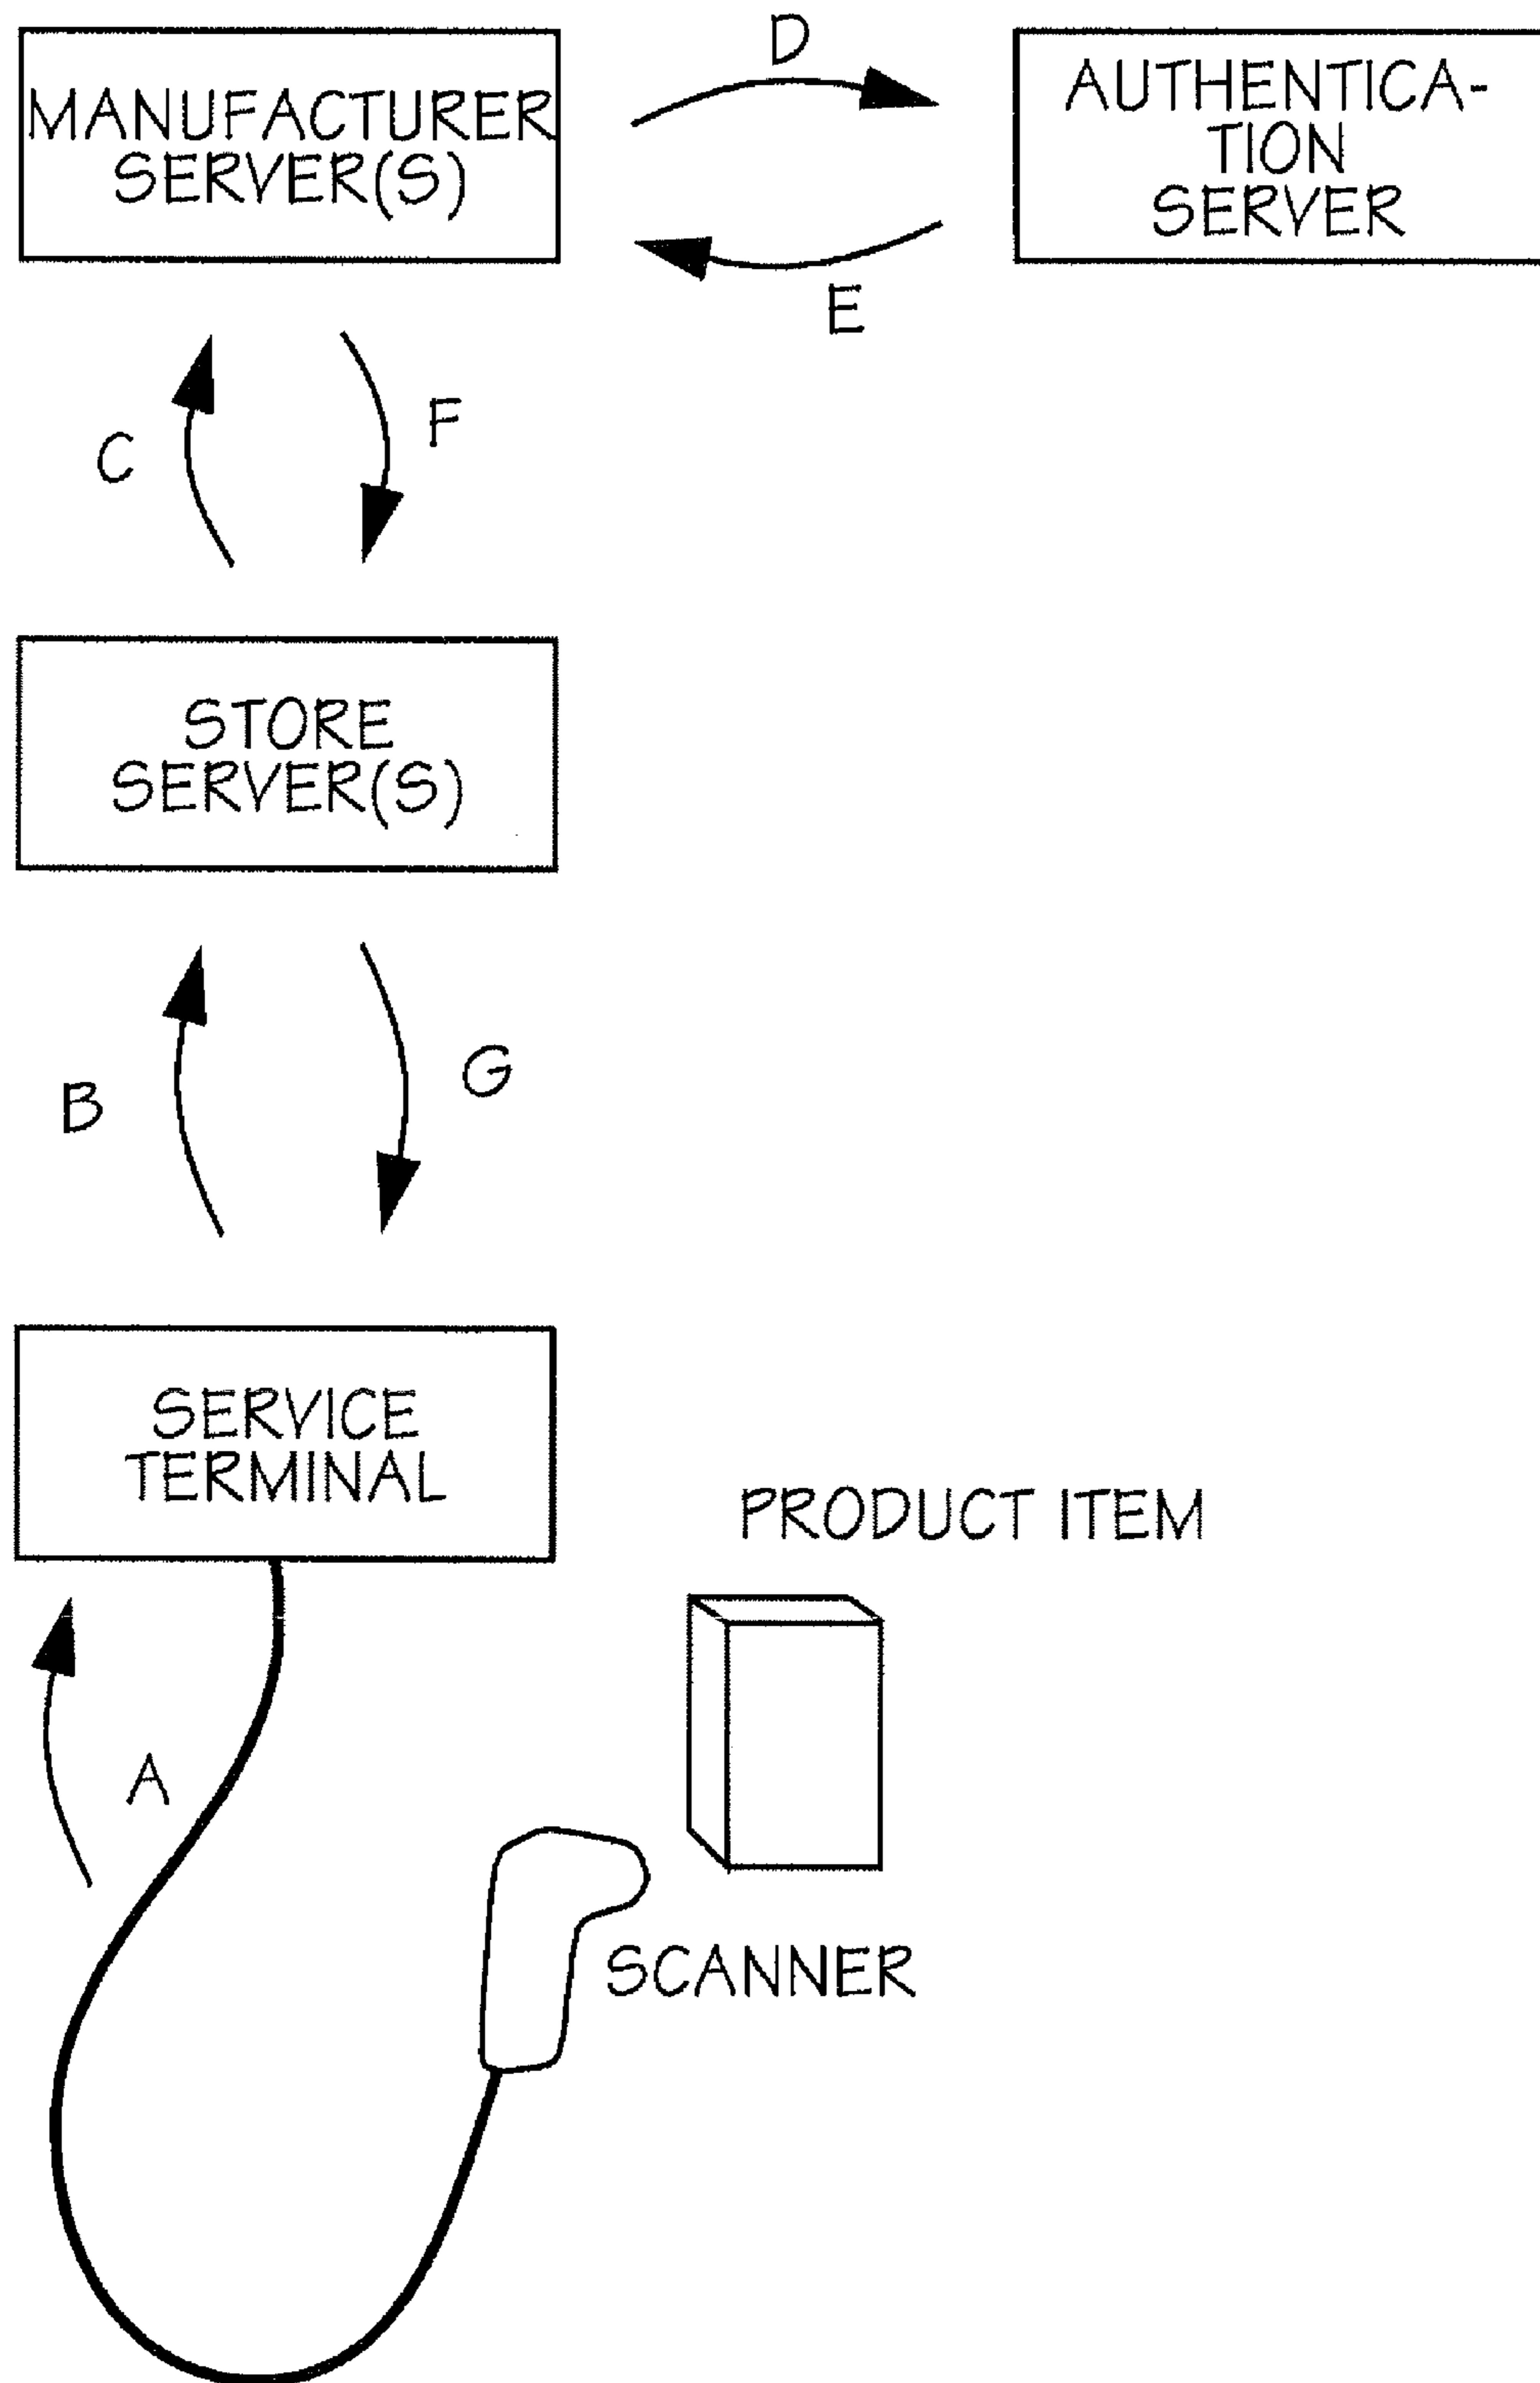 D
MANUFACTURER
SERVER(S)
AUTHENTICA-
TION
SERVER
E
C
F
STORE
SERVER(S)
B
G
SERVICE
TERMINAL
PRODUCT ITEM
A
SCANNER